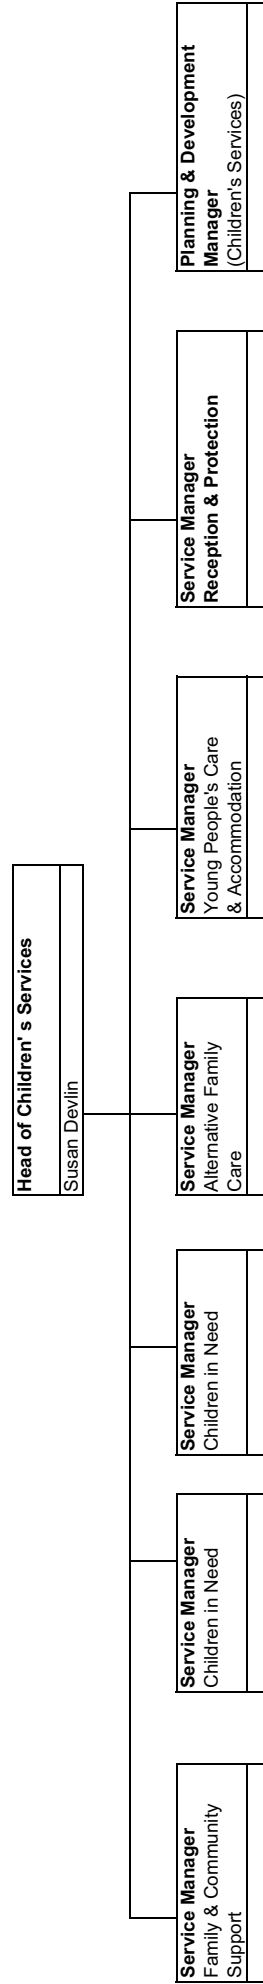 Head of Children' s Services
Susan Devlin
Service Manager
Family & Community
Support
Service Manager
Children in Need
Service Manager
Children in Need
Service Manager
Alternative Family
Care
Service Manager
Young People's Care
& Accommodation
Service Manager
Reception & Protection
Planning & Development
Manager
(Children's Services)